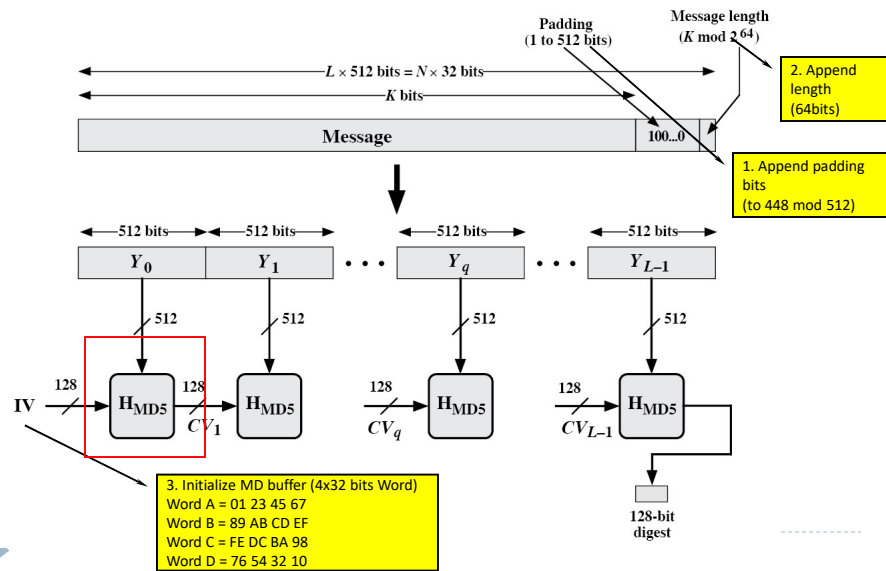 Padding
(1 to 512 bits)
Message length
(K mod 2^64)
L × 512 bits = N × 32 bits
K bits
Message
100...0
2. Append
length
(64bits)
1. Append padding
bits
(to 448 mod 512)
512 bits
512 bits
512 bits
512 bits
Y0
Y1
• • •
Yq
• • •
YL–1
512
512
512
512
IV
128
HMD5
128
CV1
HMD5
128
CVq
HMD5
128
CVL–1
HMD5
3. Initialize MD buffer (4x32 bits Word)
Word A = 01 23 45 67
Word B = 89 AB CD EF
Word C = FE DC BA 98
Word D = 76 54 32 10
128-bit
digest